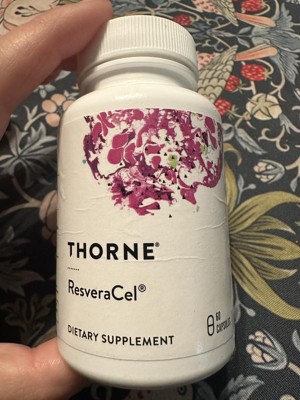 THORNE®
ResveraCel®
DIETARY SUPPLEMENT
60
CAPSULES